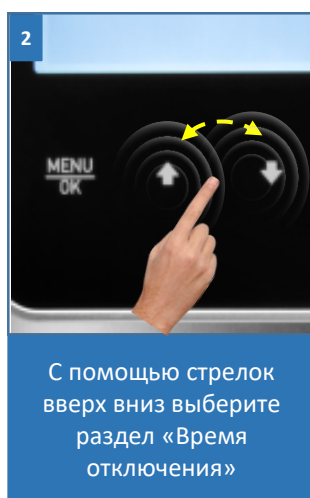 2
MENU
OK
С помощью стрелок
вверх вниз выберите
раздел «Время
отключения»